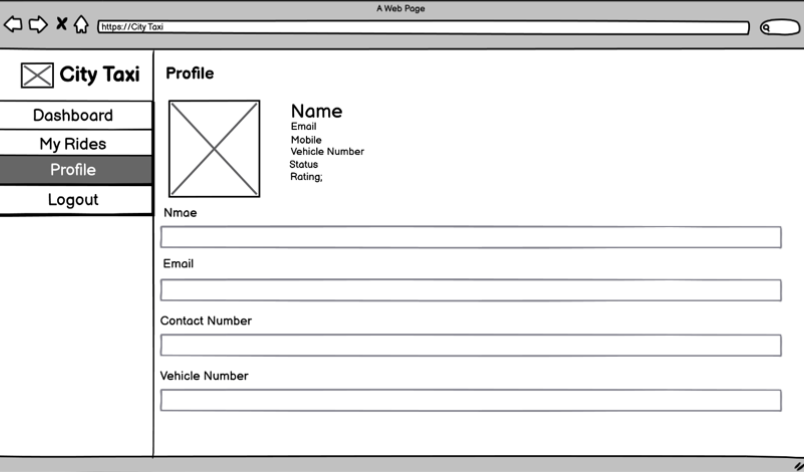 A Web Page
https://City Taxi
City Taxi
Dashboard
My Rides
Profile
Logout
Profile
Name
Email
Mobile
Vehicle Number
Status
Rating;
Nmae
Email
Contact Number
Vehicle Number